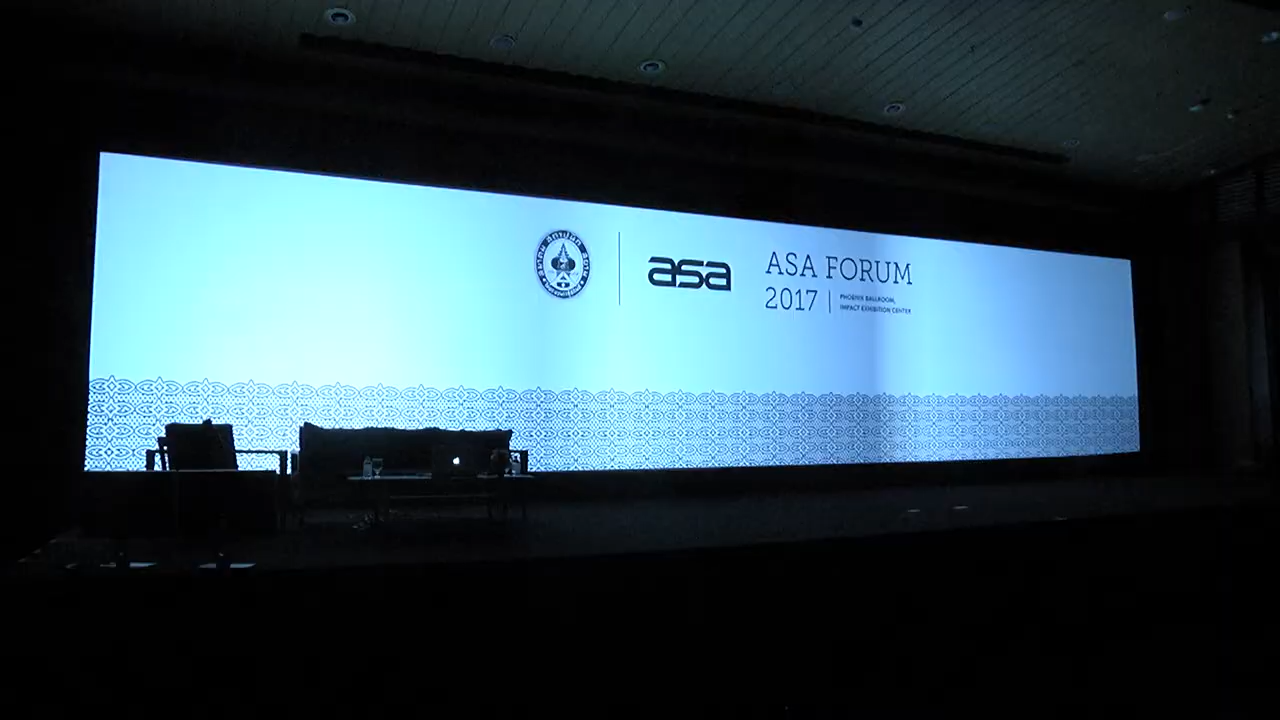 asa
ASA FORUM
2017
PHOENIX BALLROOM,
IMPACT EXHIBITION CENTER